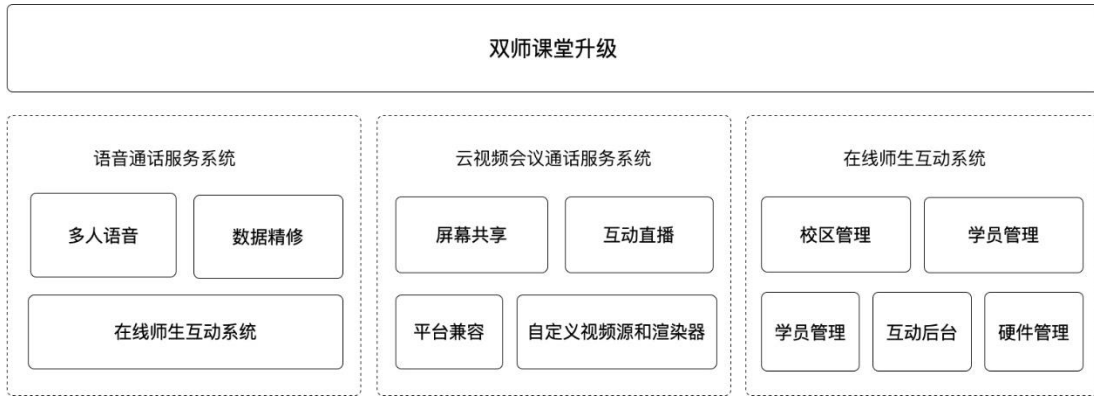 双师课堂升级
语音通话服务系统
多人语音
数据精修
在线师生互动系统
云视频会议通话服务系统
屏幕共享
互动直播
平台兼容
自定义视频源和渲染器
在线师生互动系统
校区管理
学员管理
学员管理
互动后台
硬件管理